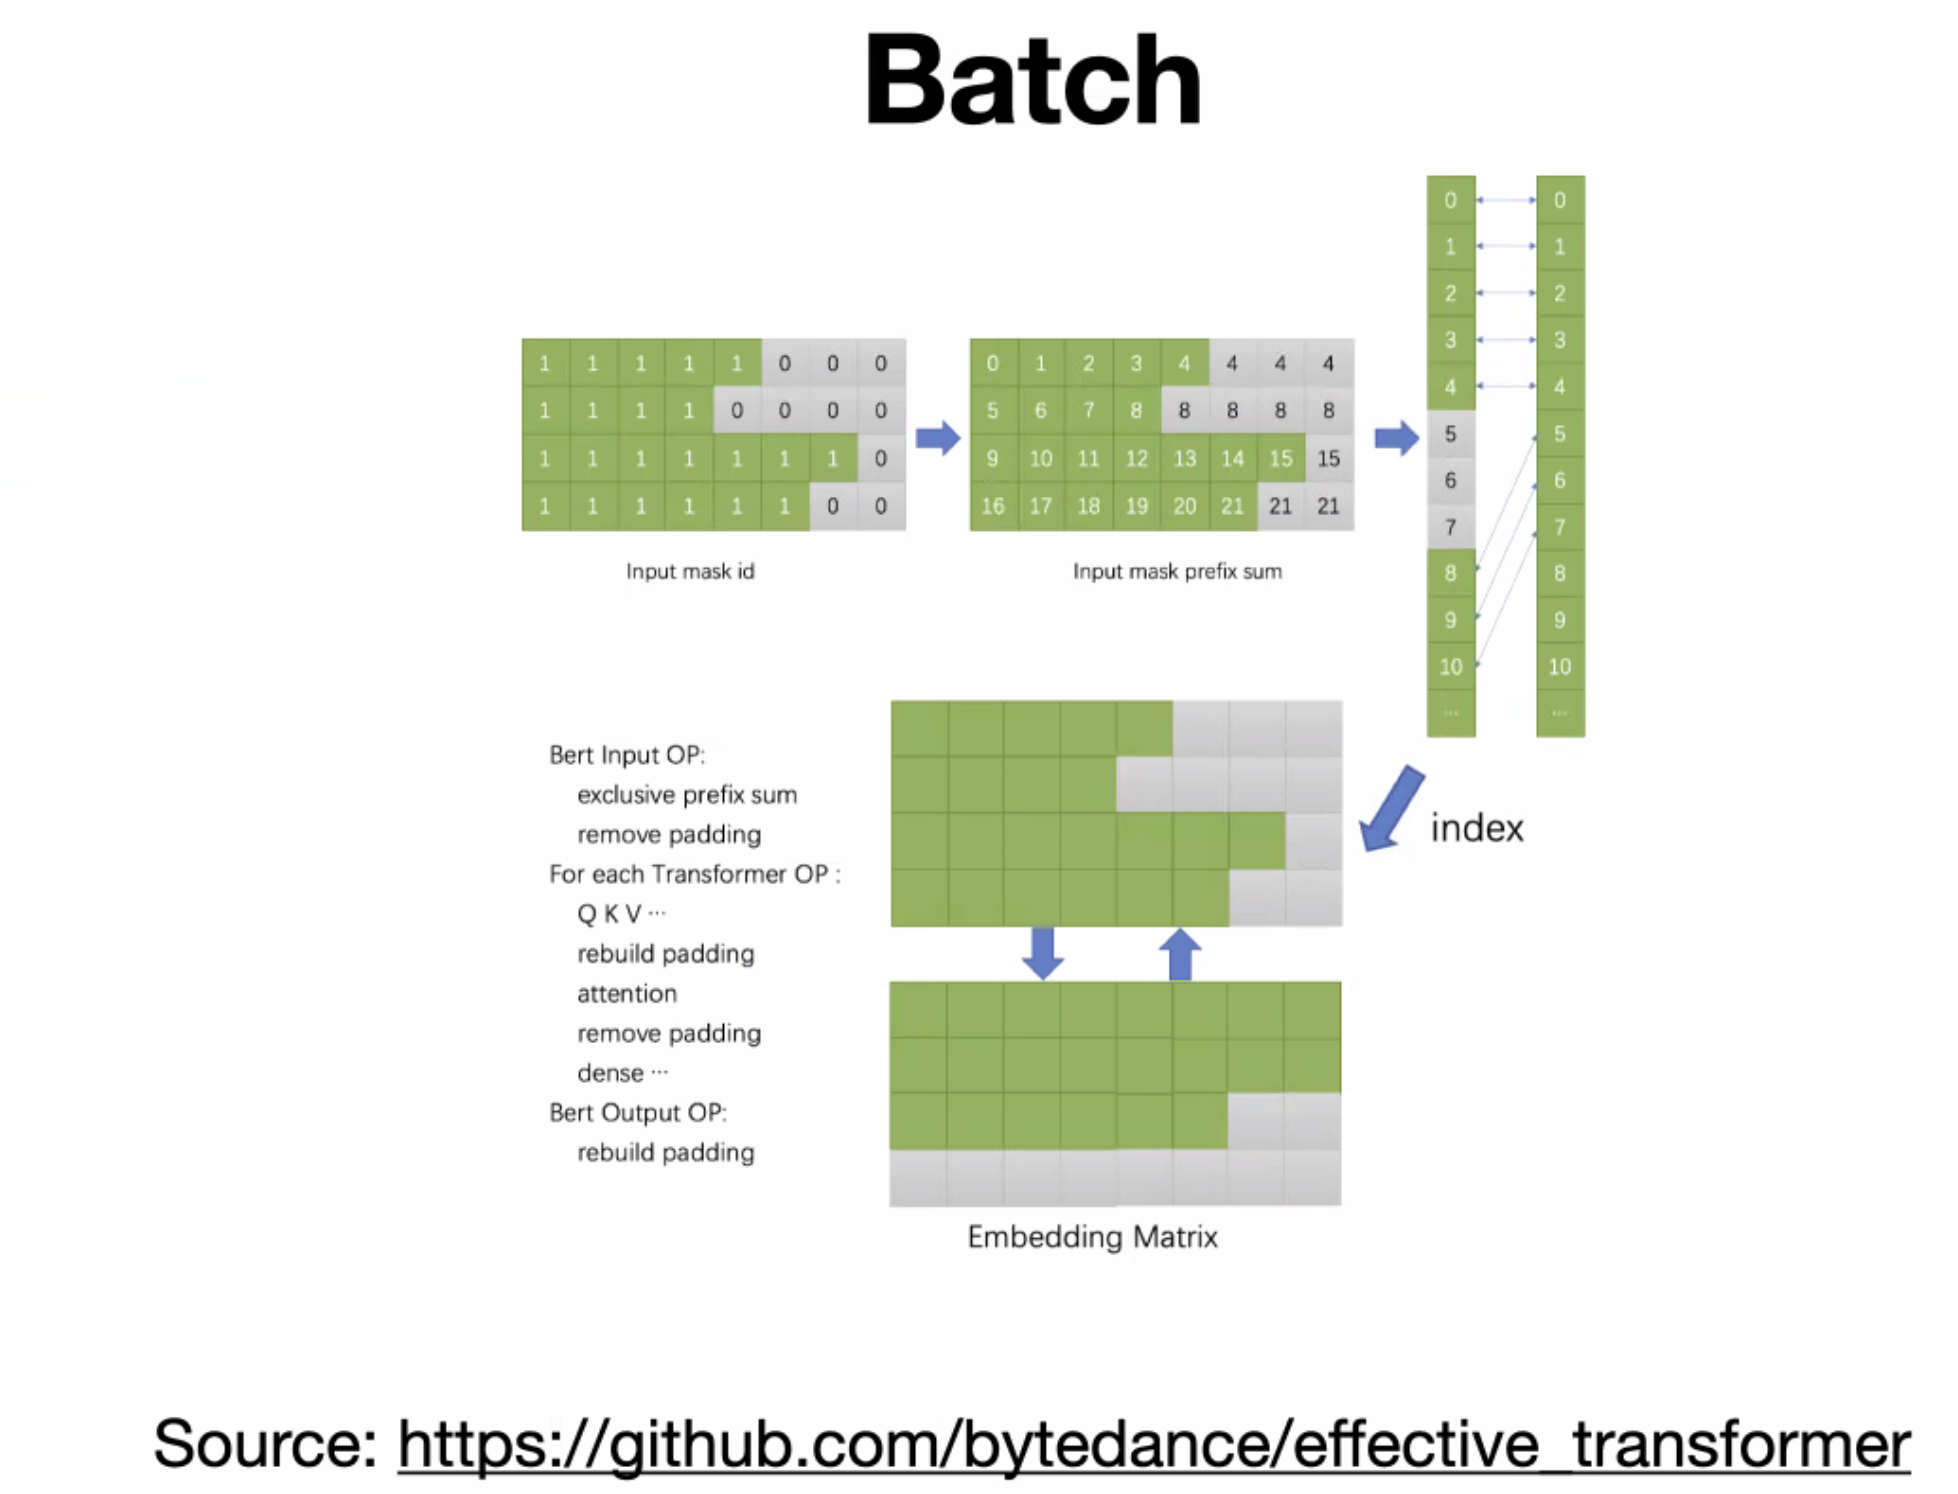 Batch
1 1 1 1 1 0 0 0
1 1 1 1 0 0 0 0
1 1 1 1 1 1 1 0
1 1 1 1 1 1 0 0
Input mask id
0 1 2 3 4 4 4 4
5 6 7 8 8 8 8 8
9 10 11 12 13 14 15 15
16 17 18 19 20 21 21 21
Input mask prefix sum
0 0
1 1
2 2
3 3
4 4
5 5
6 6
7 7
8 8
9 9
10 10
... ...
index
Bert Input OP:
exclusive prefix sum
remove padding
For each Transformer OP :
Q K V ...
rebuild padding
attention
remove padding
dense ...
Bert Output OP:
rebuild padding
Embedding Matrix
Source: https://github.com/bytedance/effective_transformer